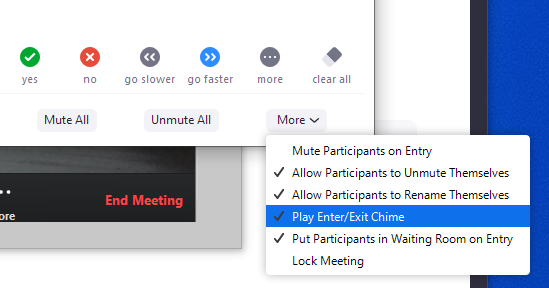 yes
no
go slower
go faster
more
clear all
Mute All
Unmute All
More
Mute Participants on Entry
Allow Participants to Unmute Themselves
Allow Participants to Rename Themselves
Play Enter/Exit Chime
Put Participants in Waiting Room on Entry
Lock Meeting
End Meeting
ore